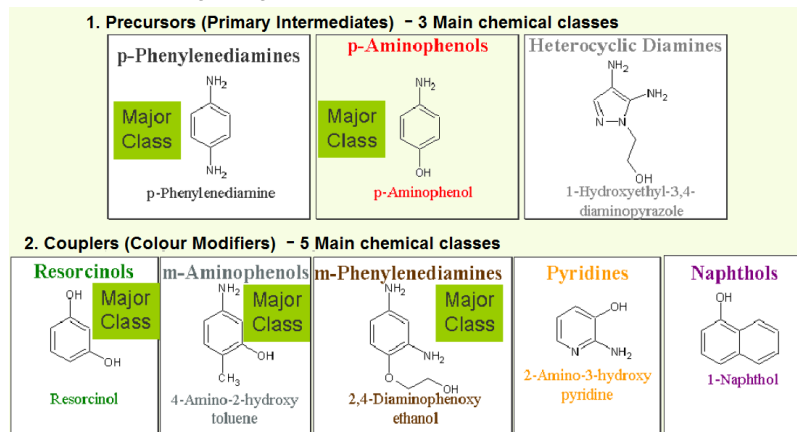 1. Precursors (Primary Intermediates) - 3 Main chemical classes
p-Phenylenediamines
NH₂
Major
Class
NH₂
p-Phenylenediamine
p-Aminophenols
NH₂
Major
Class
OH
p-Aminophenol
Heterocyclic Diamines
NH₂
NH₂
N N
OH
1-Hydroxyethyl-3,4-
diaminopyrazole
2. Couplers (Colour Modifiers) - 5 Main chemical classes
Resorcinols
OH
Major
Class
OH
Resorcinol
m-Aminophenols
NH₂
Major
Class
OH
CH₃
4-Amino-2-hydroxy
toluene
m-Phenylenediamines
NH₂
Major
Class
NH₂
O
OH
2,4-Diaminophenoxy
ethanol
Pyridines
OH
N NH₂
2-Amino-3-hydroxy
pyridine
Naphthols
OH
1-Naphthol